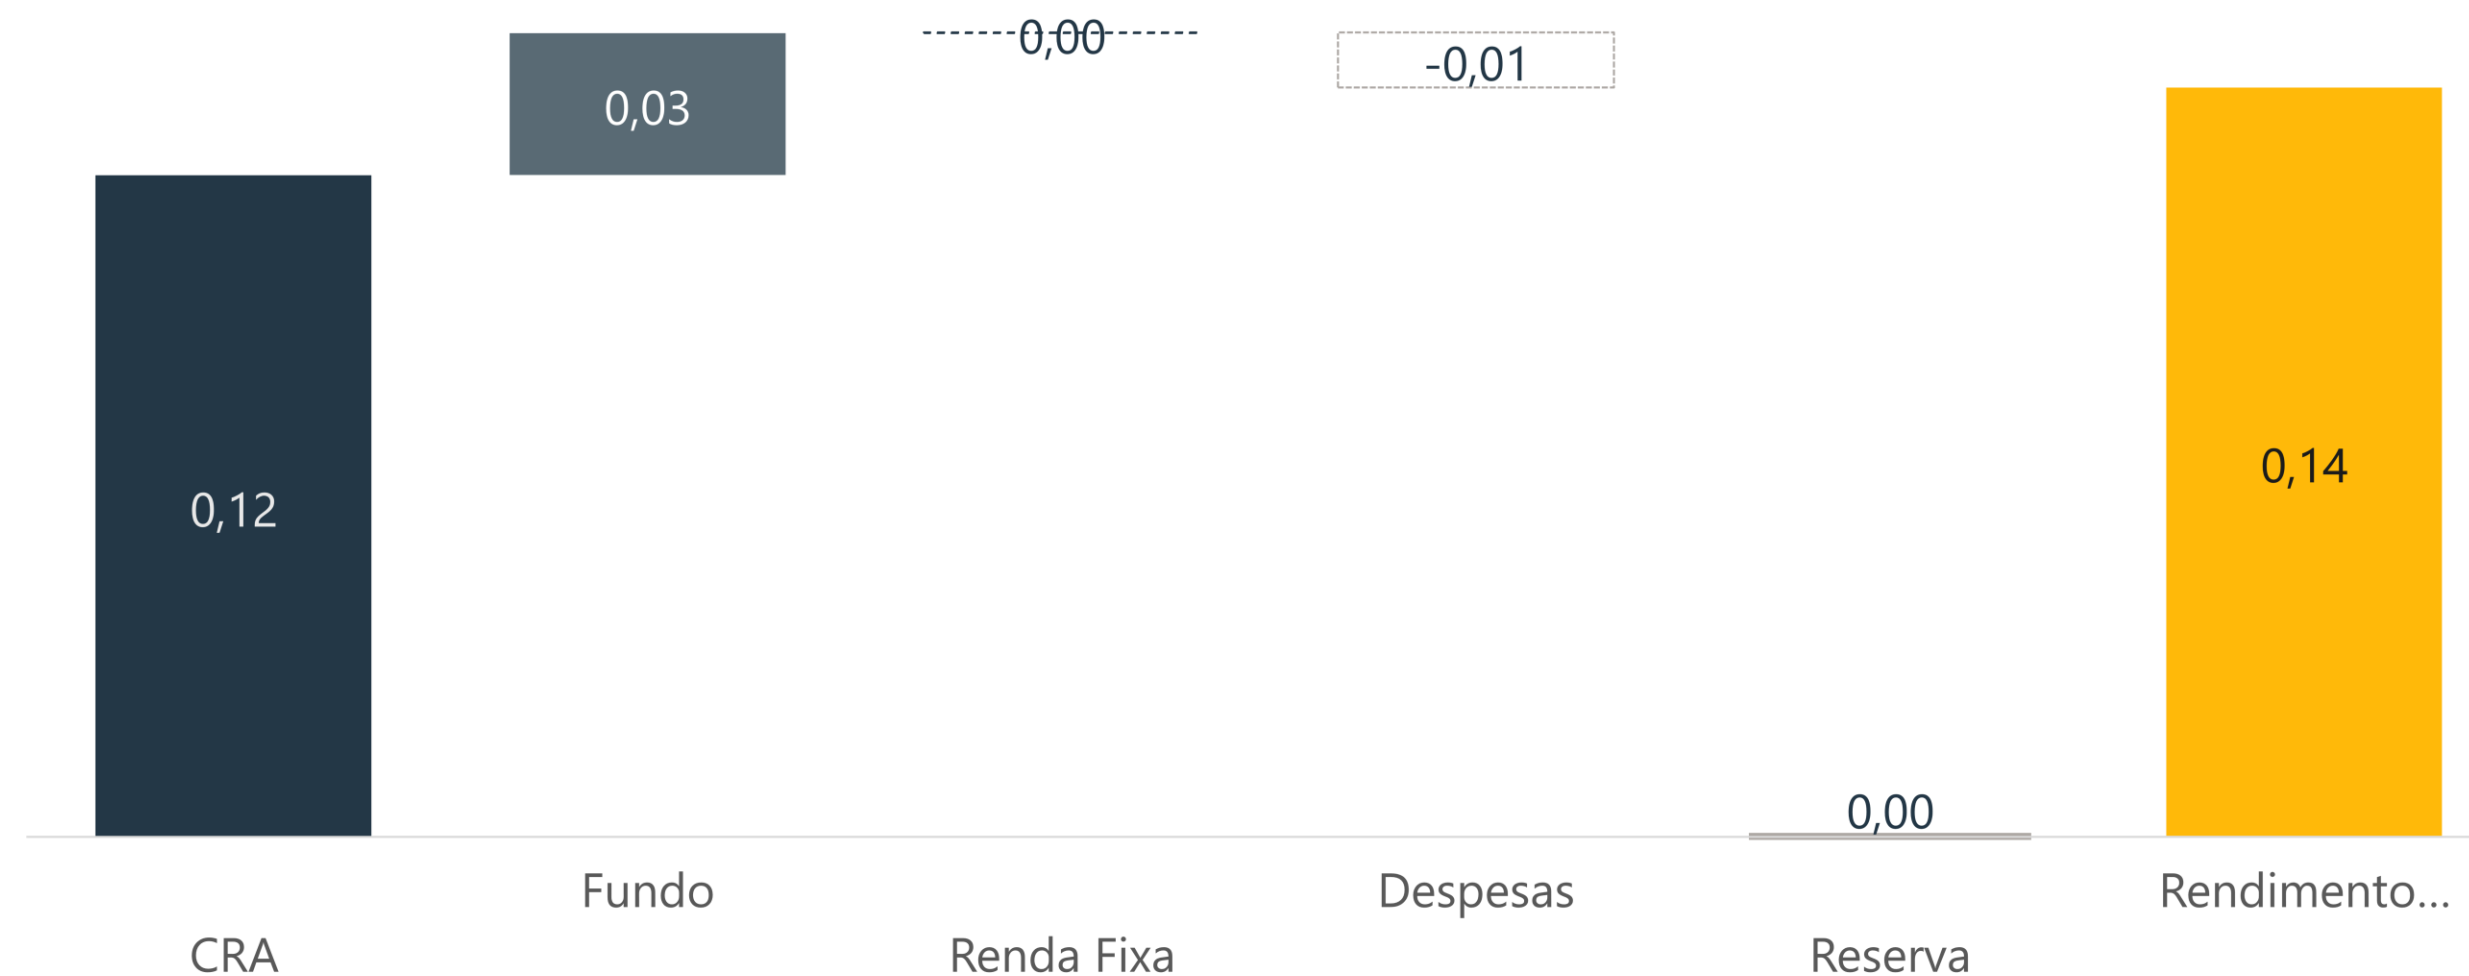 0,12
0,03
0,00
-0,01
0,00
0,14
CRA
Fundo
Renda Fixa
Despesas
Reserva
Rendimento...